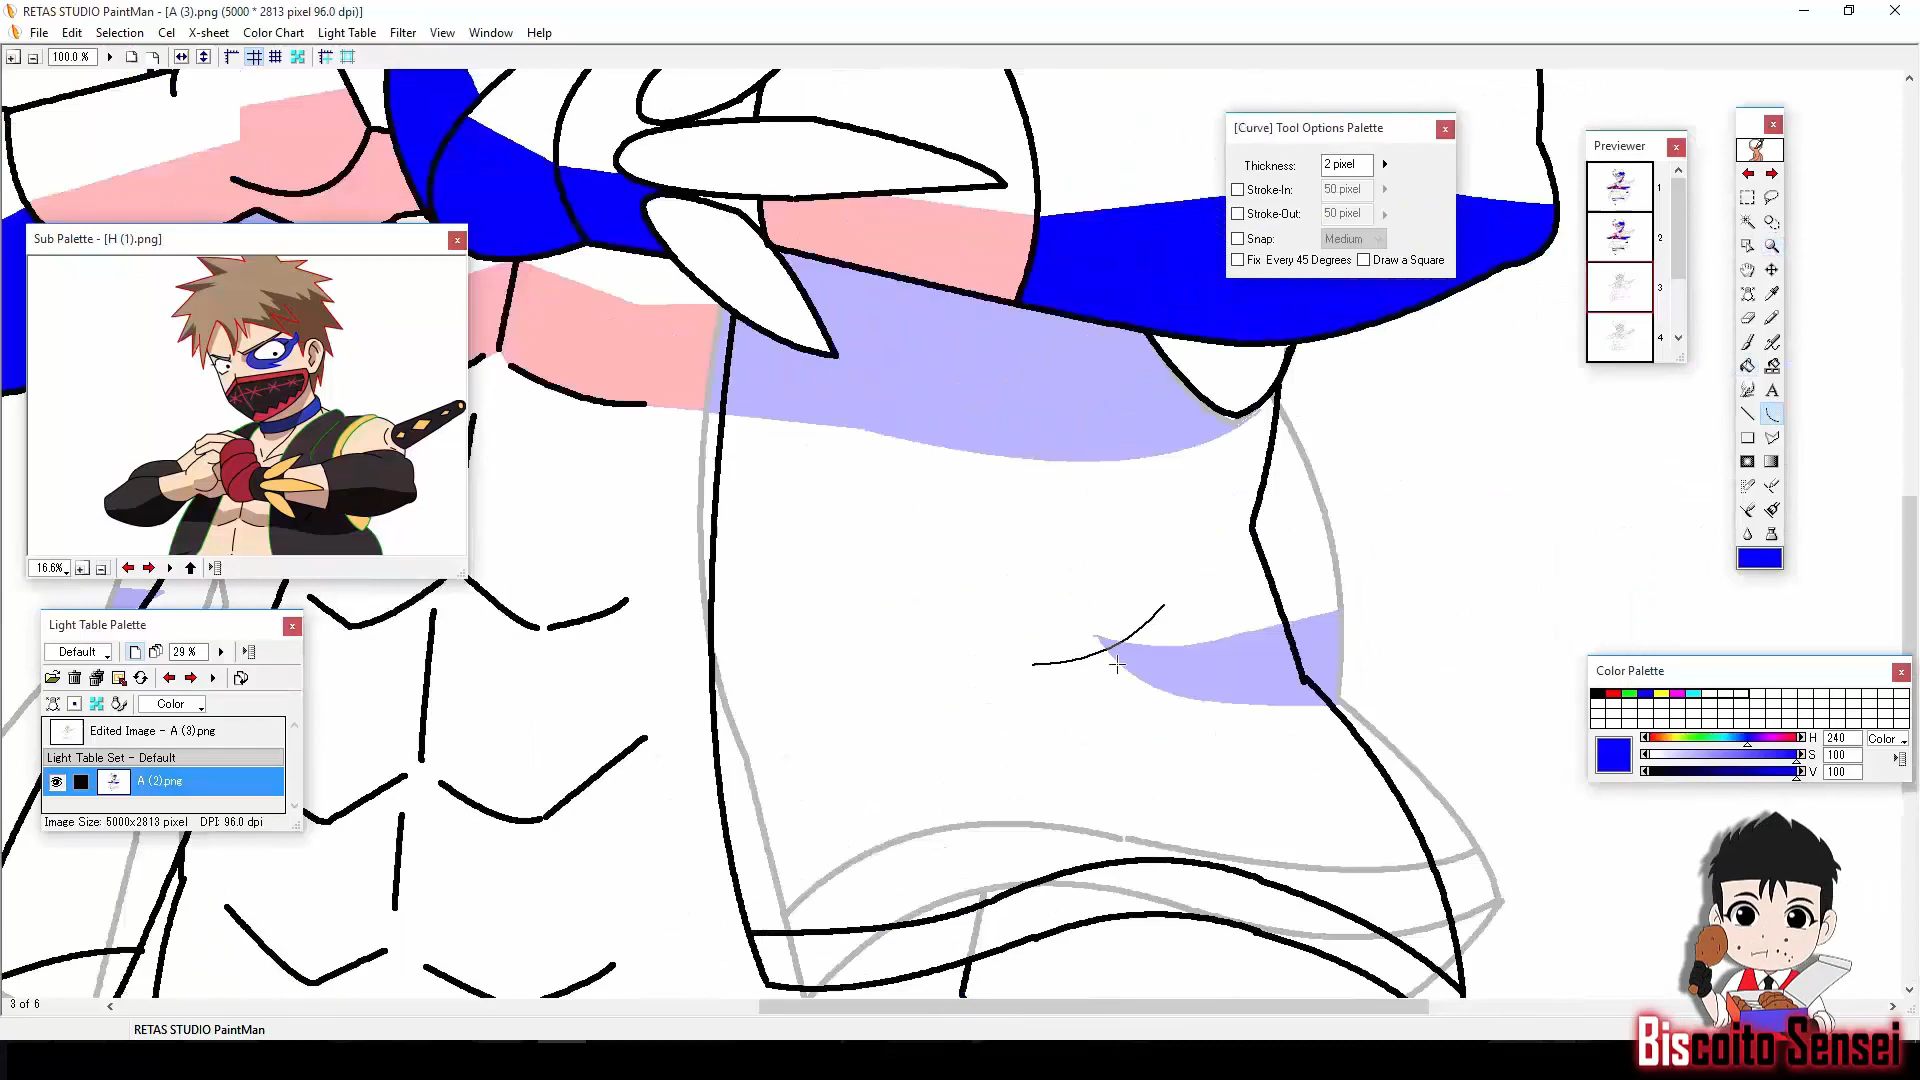 RETAS STUDIO PaintMan - [A (3).png (5000 * 2813 pixel 96.0 dpi)]
File Edit Selection Cel X-sheet Color Chart Light Table Filter View Window Help
100.0 %
[Curve] Tool Options Palette
Thickness: 2 pixel
Stroke-In: 50 pixel
Stroke-Out: 50 pixel
Snap: Medium
Fix Every 45 Degrees Draw a Square
Previewer
1
2
3
4
Sub Palette - [H (1).png]
16.6%
Light Table Palette
Default 29 %
Color
Edited Image - A (3).png
Light Table Set - Default
A (2).png
Image Size: 5000x2813 pixel DPI: 96.0 dpi
Color Palette
H 240 Color
S 100
V 100
3 of 6
RETAS STUDIO PaintMan
Biscoito Sensei